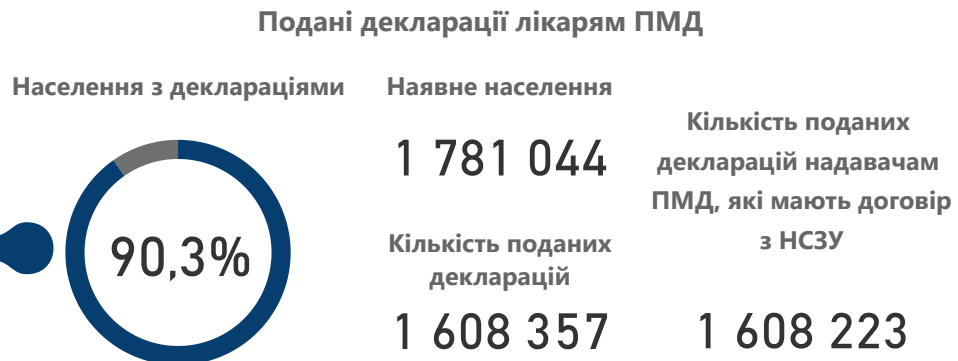 Подані декларації лікарям ПМД
Населення з деклараціями
90,3%
Наявне населення
1 781 044
Кількість поданих
декларацій
1 608 357
Кількість поданих
декларацій надавачам
ПМД, які мають договір
з НСЗУ
1 608 223